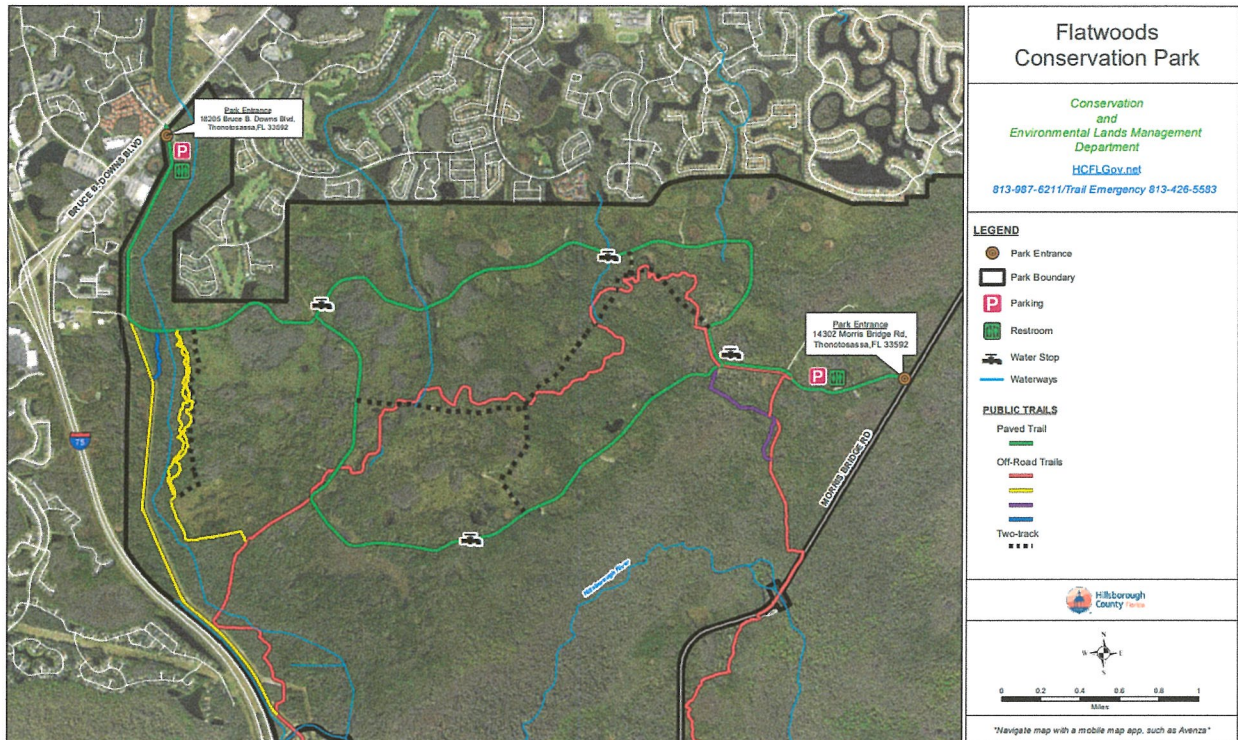 Flatwoods
Conservation Park
Conservation
and
Environmental Lands Management
Department
HCFLGov.net
813-987-6211/Trail Emergency 813-426-5583
LEGEND
Park Entrance
Park Boundary
P
Parking
Restroom
Water Stop
Waterways
PUBLIC TRAILS
Paved Trail
Off-Road Trails
Two-track
Hillsborough
County Florida
N
W
E
S
0 0.2 0.4 0.6 0.8 1
Miles
"Navigate map with a mobile map app, such as Avenza"
Park Entrance
18205 Bruce B. Downs Blvd,
Thonotosassa,FL 33592
P
BRUCE B. DOWNS BLVD
75
Park Entrance
14302 Morris Bridge Rd,
Thonotosassa,FL 33592
P
MORRIS BRIDGE RD
Hillsborough River